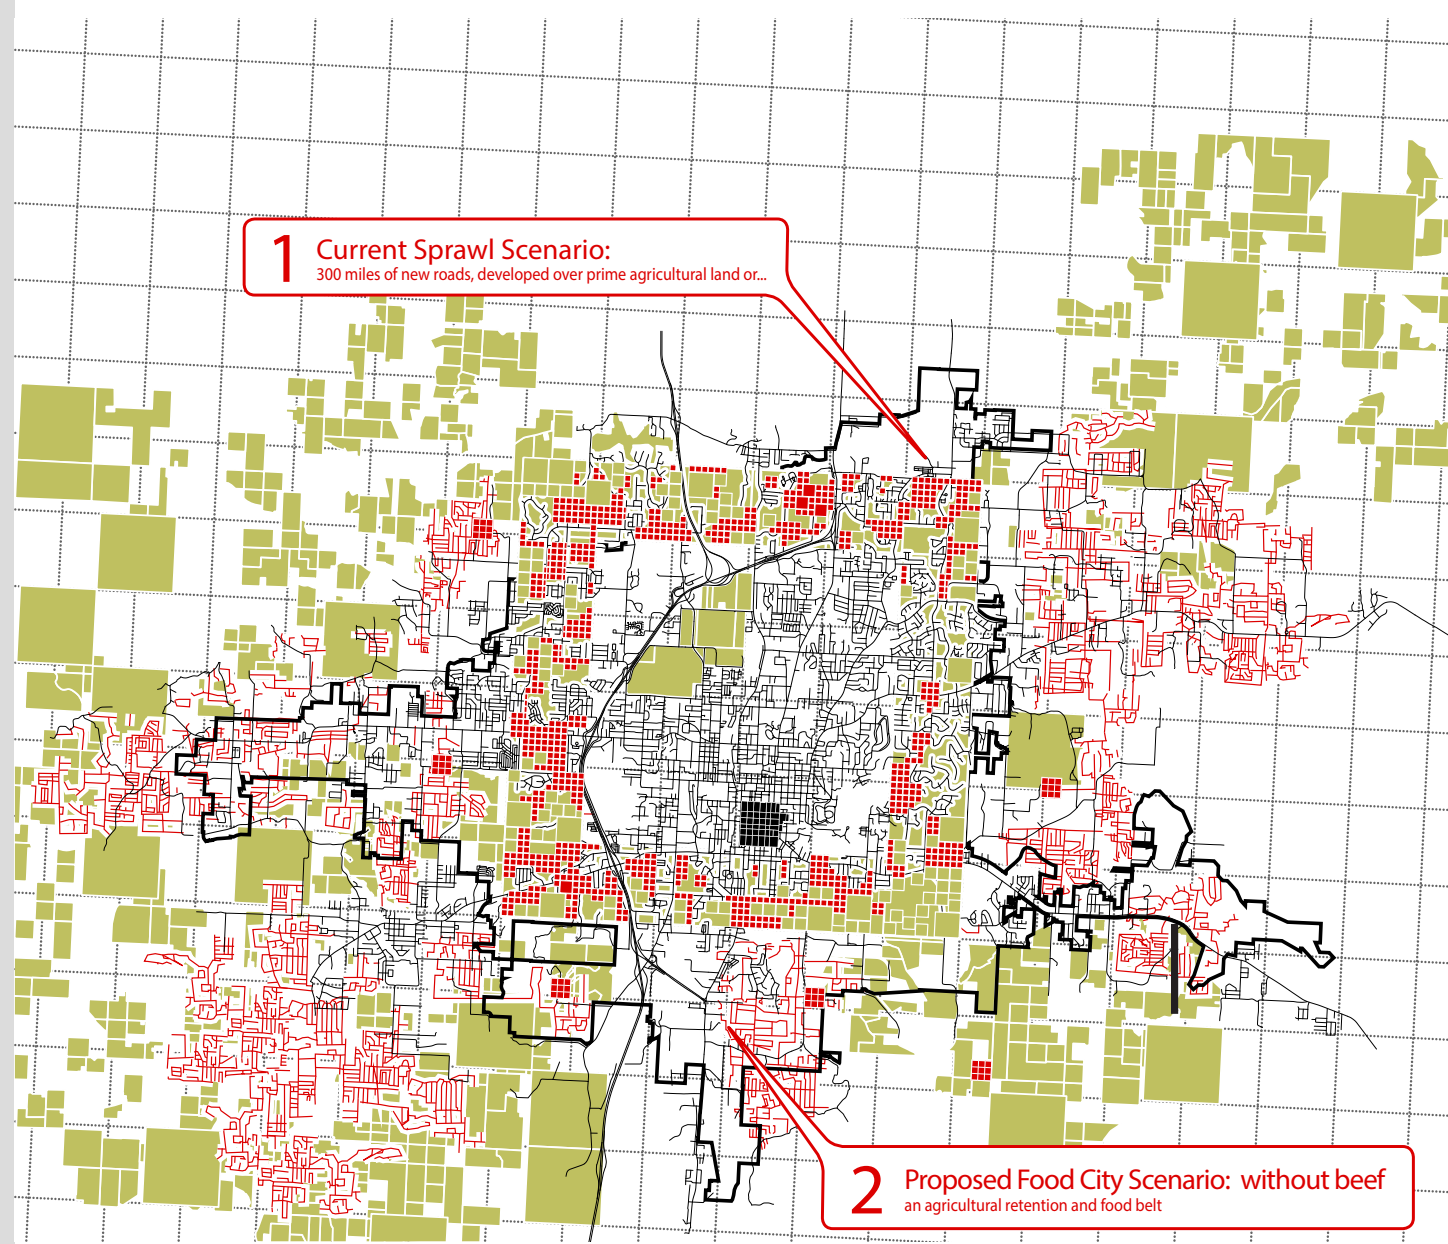 1 Current Sprawl Scenario:
300 miles of new roads, developed over prime agricultural land or...
2 Proposed Food City Scenario: without beef
an agricultural retention and food belt